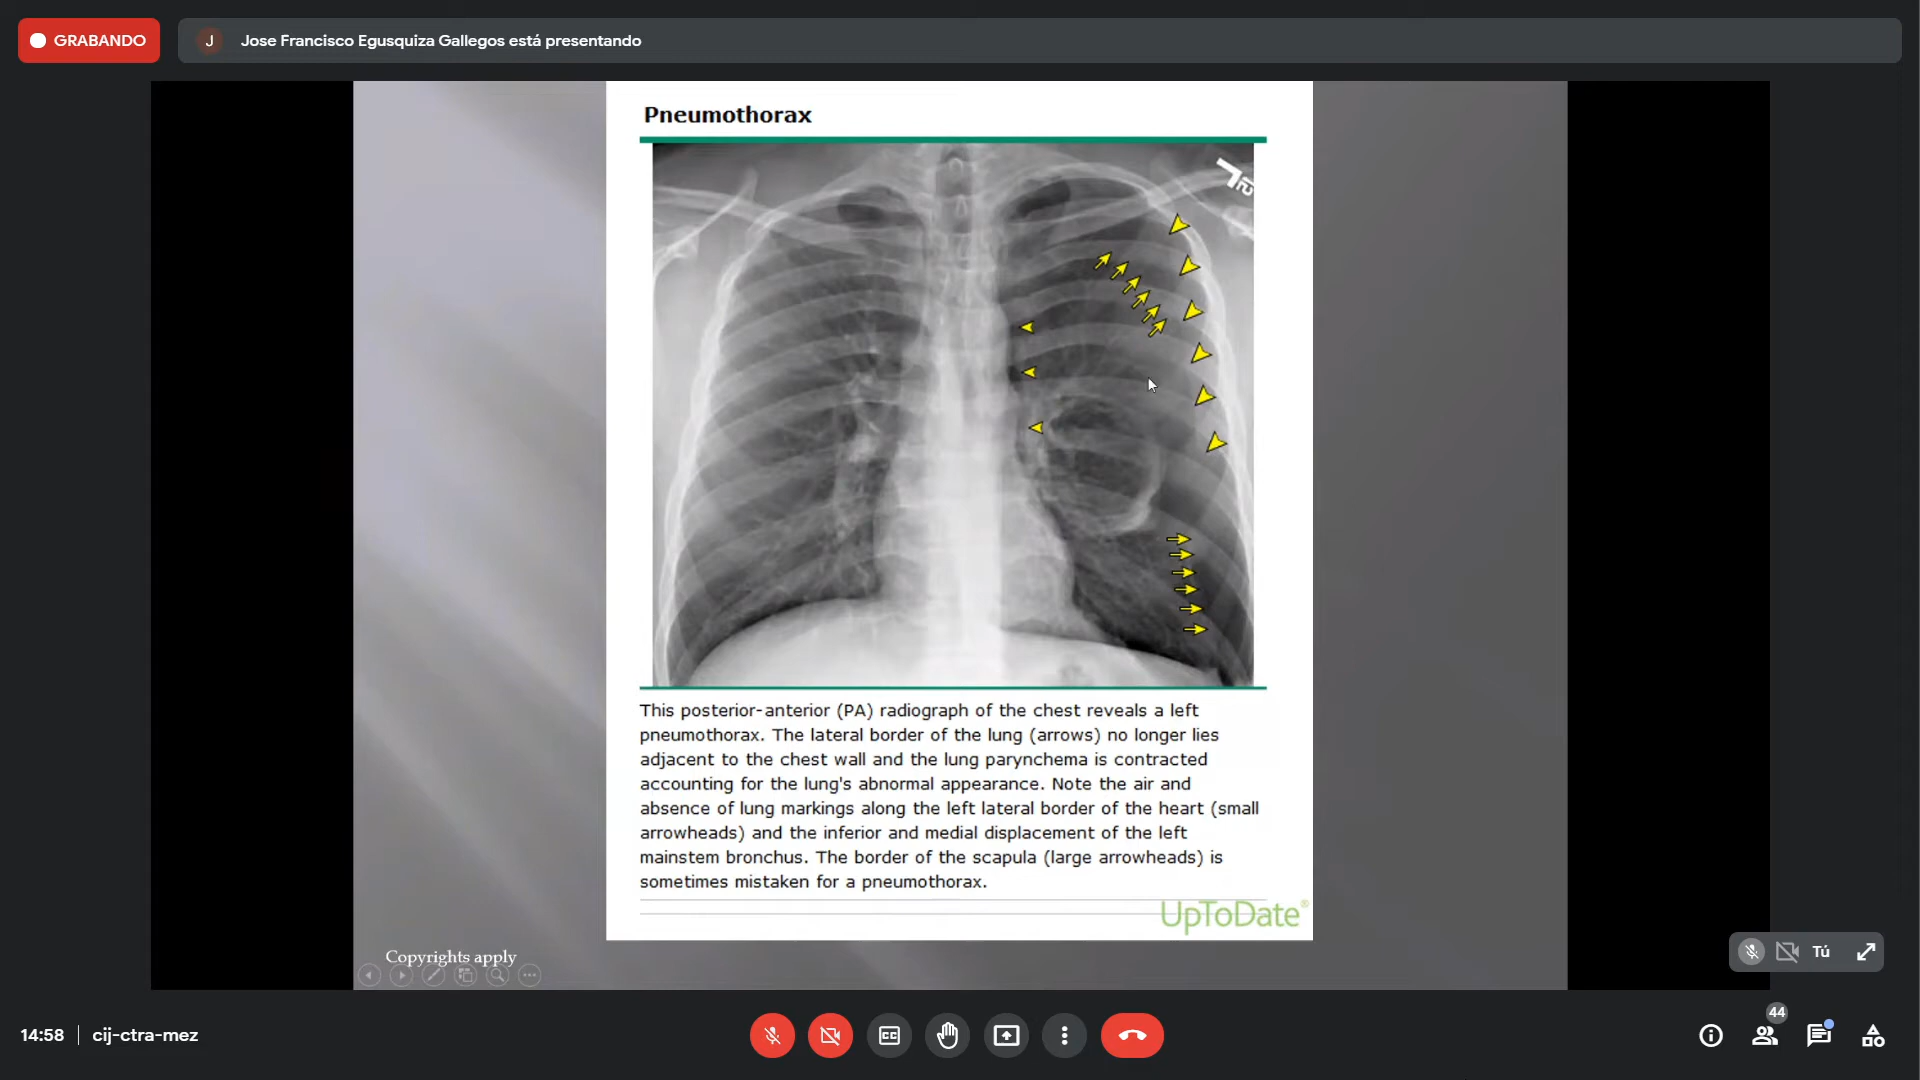 GRABANDO
J
Jose Francisco Egusquiza Gallegos está presentando
Pneumothorax
This posterior-anterior (PA) radiograph of the chest reveals a left
pneumothorax. The lateral border of the lung (arrows) no longer lies
adjacent to the chest wall and the lung parynchema is contracted
accounting for the lung's abnormal appearance. Note the air and
absence of lung markings along the left lateral border of the heart (small
arrowheads) and the inferior and medial displacement of the left
mainstem bronchus. The border of the scapula (large arrowheads) is
sometimes mistaken for a pneumothorax.
UpToDate®
Copyrights apply
Tú
14:58 | cij-ctra-mez
CC
44